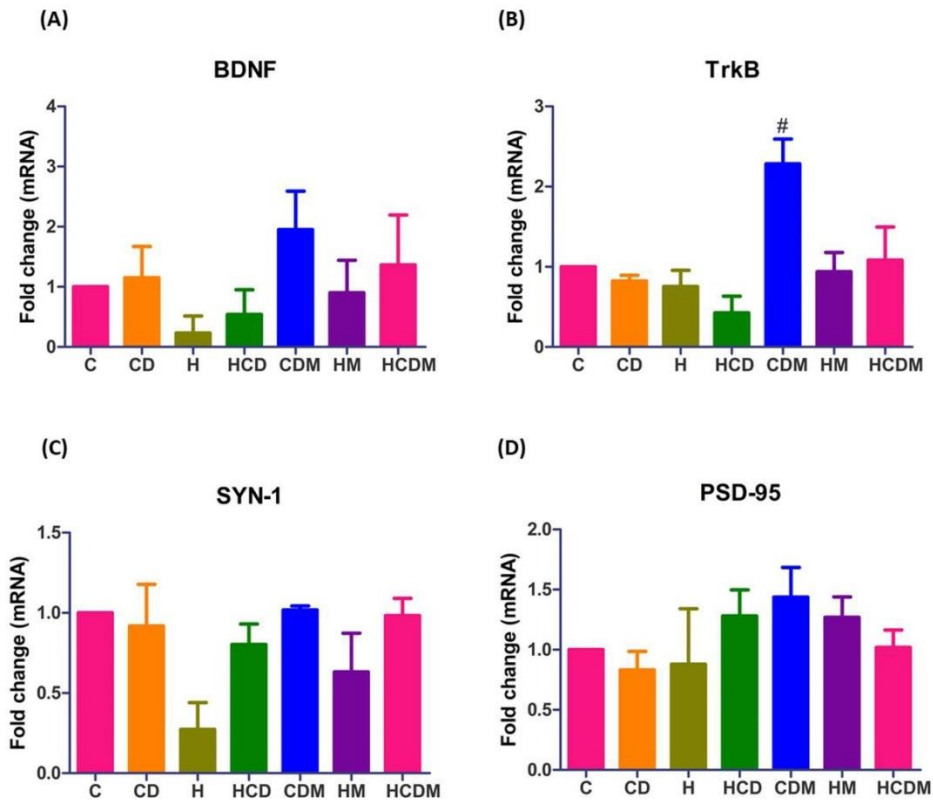 (A)
BDNF
Fold change (mRNA)
4
3
2
1
0
C CD H HCD CDM HM HCDM
(B)
TrkB
Fold change (mRNA)
3
2
1
0
#
C CD H HCD CDM HM HCDM
(C)
SYN-1
Fold change (mRNA)
1.5
1.0
0.5
0.0
C CD H HCD CDM HM HCDM
(D)
PSD-95
Fold change (mRNA)
2.0
1.5
1.0
0.5
0.0
C CD H HCD CDM HM HCDM